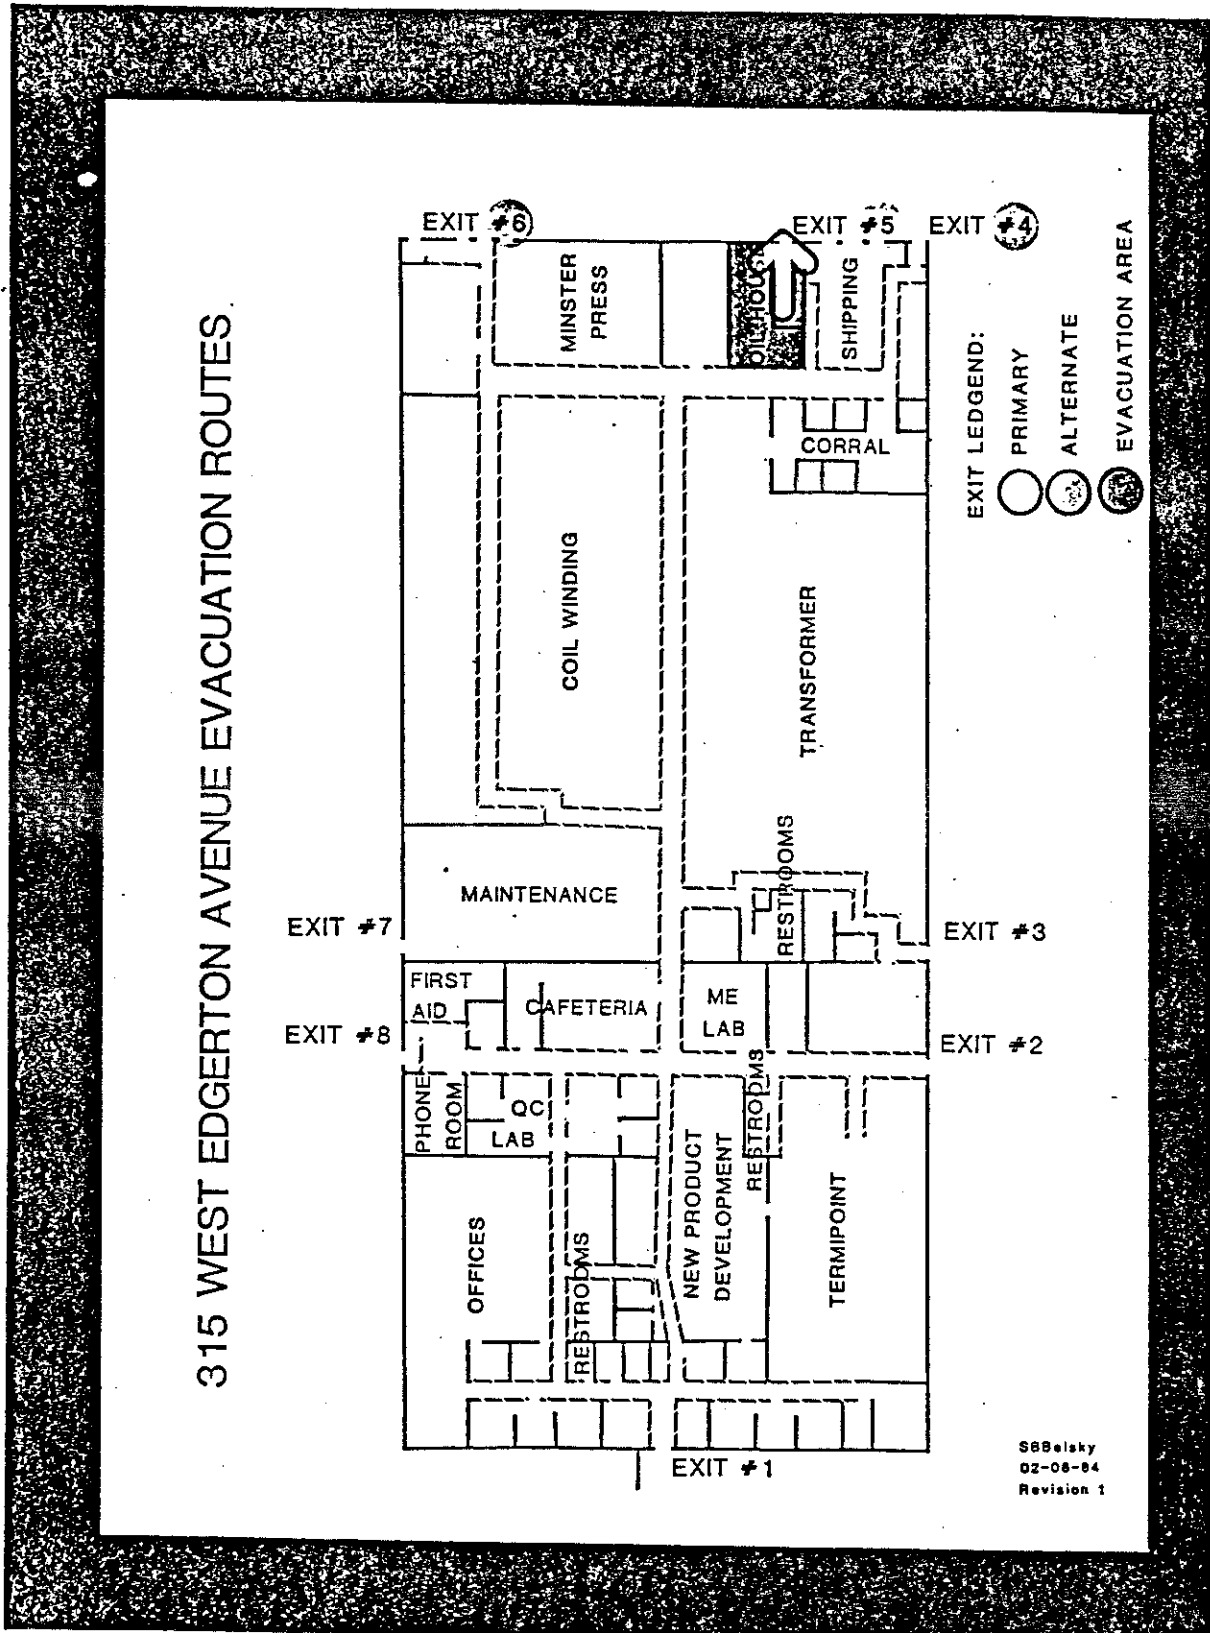 315 WEST EDGERTON AVENUE EVACUATION ROUTES
EXIT #6
EXIT #5
EXIT #4
MINSTER
PRESS
OIL HOUSE
SHIPPING
CORRAL
EXIT LEDGEND:
PRIMARY
ALTERNATE
EVACUATION AREA
COIL WINDING
TRANSFORMER
MAINTENANCE
RESTROOMS
EXIT #7
EXIT #3
FIRST
AID
CAFETERIA
ME
LAB
EXIT #8
EXIT #2
PHONE
ROOM
QC
LAB
RESTROOMS
OFFICES
RESTROOMS
NEW PRODUCT
DEVELOPMENT
TERMIPOINT
EXIT #1
SBBelsky
02-08-84
Revision 1